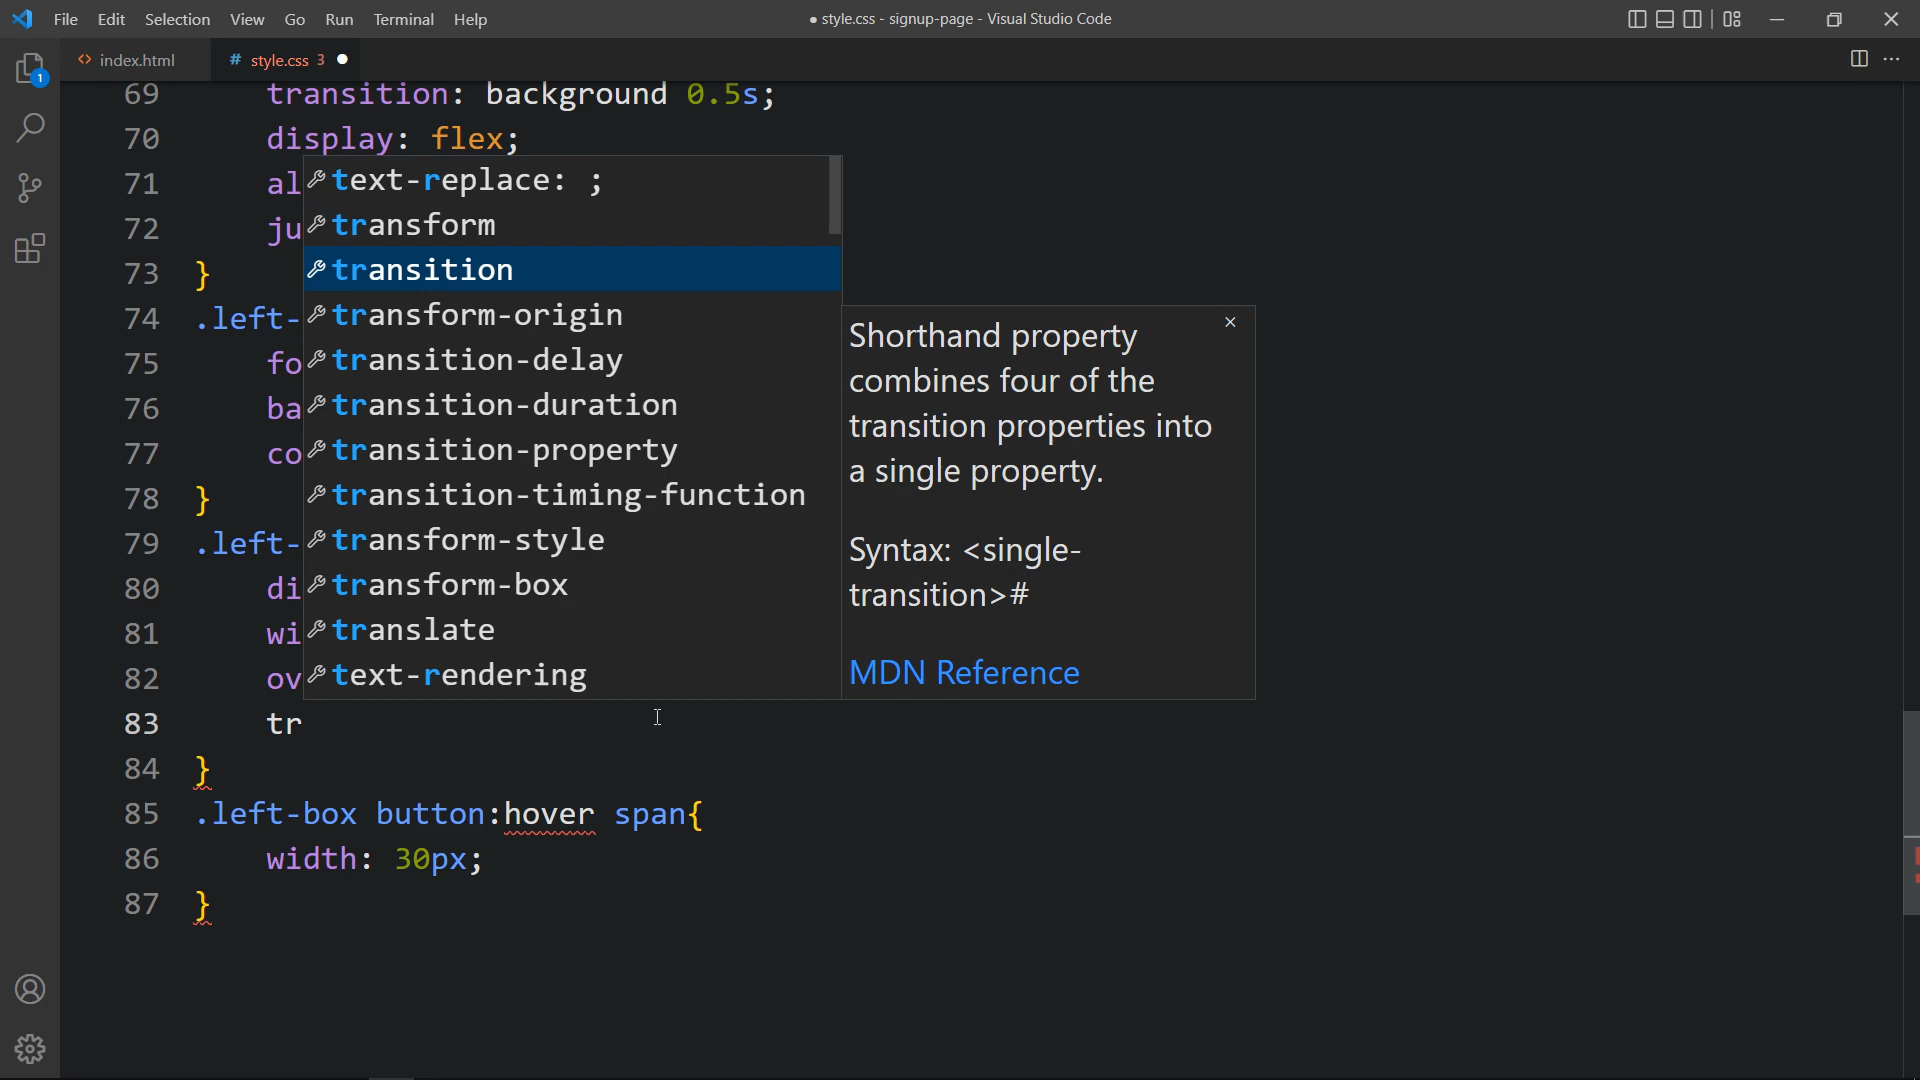 File Edit Selection View Go Run Terminal Help
● style.css - signup-page - Visual Studio Code
1
<> index.html
# style.css 3 ●
69 transition: background 0.5s;
70 display: flex;
71 al
72 ju
73 }
74 .left-
75 fo
76 ba
77 co
78 }
79 .left-
80 di
81 wi
82 ov
83 tr
84 }
85 .left-box button:hover span{
86 width: 30px;
87 }
text-replace: ;
transform
transition
transform-origin
transition-delay
transition-duration
transition-property
transition-timing-function
transform-style
transform-box
translate
text-rendering
Shorthand property
combines four of the
transition properties into
a single property.
Syntax: <single-
transition>#
MDN Reference